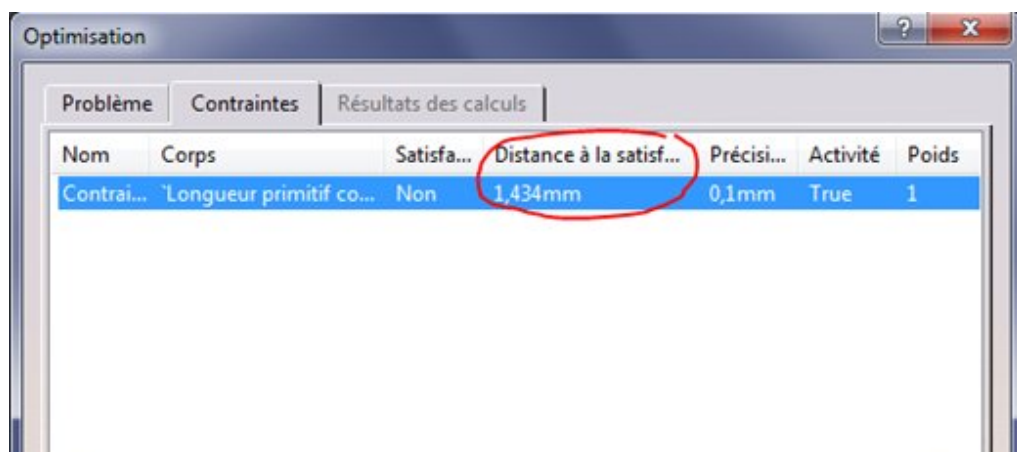 Optimisation
Problème Contraintes Résultats des calculs
Nom Corps Satisfa... Distance à la satisf... Précisi... Activité Poids
Contrai... `Longueur primitif co... Non 1,434mm 0,1mm True 1